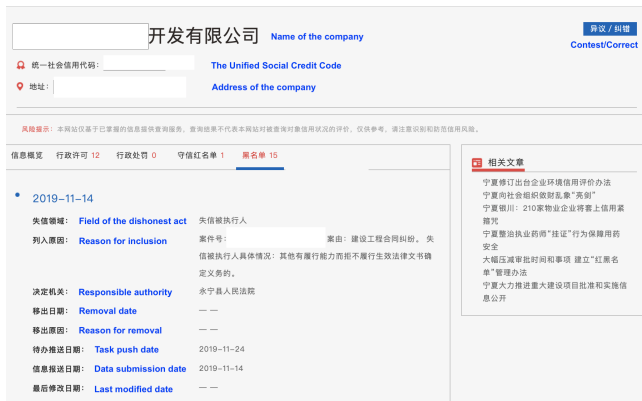 开发有限公司 Name of the company
异议 / 纠错
Contest/Correct
统一社会信用代码： The Unified Social Credit Code
地址： Address of the company
风险提示：本网站仅基于已掌握的信息提供查询服务，查询结果不代表本网站对被查询对象信用状况的评价，仅供参考，请注意识别和防范信用风险。
信息概览 行政许可 12 行政处罚 0 守信红名单 1 黑名单 15
2019-11-14
失信领域： Field of the dishonest act 失信被执行人
列入原因： Reason for inclusion 案件号： 案由：建设工程合同纠纷。 失
信被执行人具体情况：其他有履行能力而拒不履行生效法律文书确
定义务的。
决定机关： Responsible authority 永宁县人民法院
移出日期： Removal date — —
移出原因： Reason for removal — —
待办推送日期： Task push date 2019-11-24
信息报送日期： Data submission date 2019-11-14
最后修改日期： Last modified date — —
相关文章
宁夏修订出台企业环境信用评价办法
宁夏向社会组织敛财乱象“亮剑”
宁夏银川：210家物业企业将套上信用紧
箍咒
宁夏整治执业药师“挂证”行为保障用药
安全
大幅压减审批时间和事项 建立“红黑名
单”管理办法
宁夏大力推进重大建设项目批准和实施信
息公开